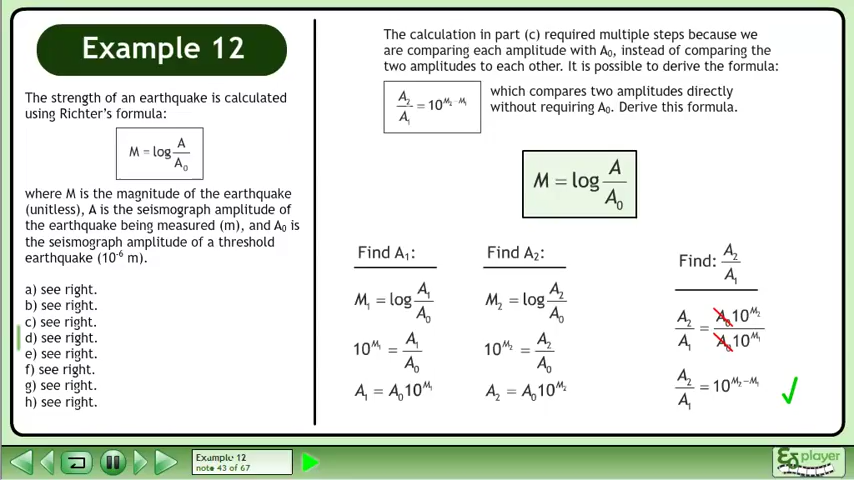 Example 12
The strength of an earthquake is calculated
using Richter's formula:
M = log A/A₀
where M is the magnitude of the earthquake
(unitless), A is the seismograph amplitude of
the earthquake being measured (m), and A₀ is
the seismograph amplitude of a threshold
earthquake (10⁻⁶ m).
a) see right.
b) see right.
c) see right.
d) see right.
e) see right.
f) see right.
g) see right.
h) see right.
The calculation in part (c) required multiple steps because we
are comparing each amplitude with A₀, instead of comparing the
two amplitudes to each other. It is possible to derive the formula:
A₂/A₁ = 10^(M₂-M₁)
which compares two amplitudes directly
without requiring A₀. Derive this formula.
M = log A/A₀
Find A₁:
M₁ = log A₁/A₀
10^M₁ = A₁/A₀
A₁ = A₀10^M₁
Find A₂:
M₂ = log A₂/A₀
10^M₂ = A₂/A₀
A₂ = A₀10^M₂
Find: A₂/A₁
A₂/A₁ = A₀10^M₂/A₀10^M₁
A₂/A₁ = 10^(M₂-M₁)
Example 12
note 43 of 67
player